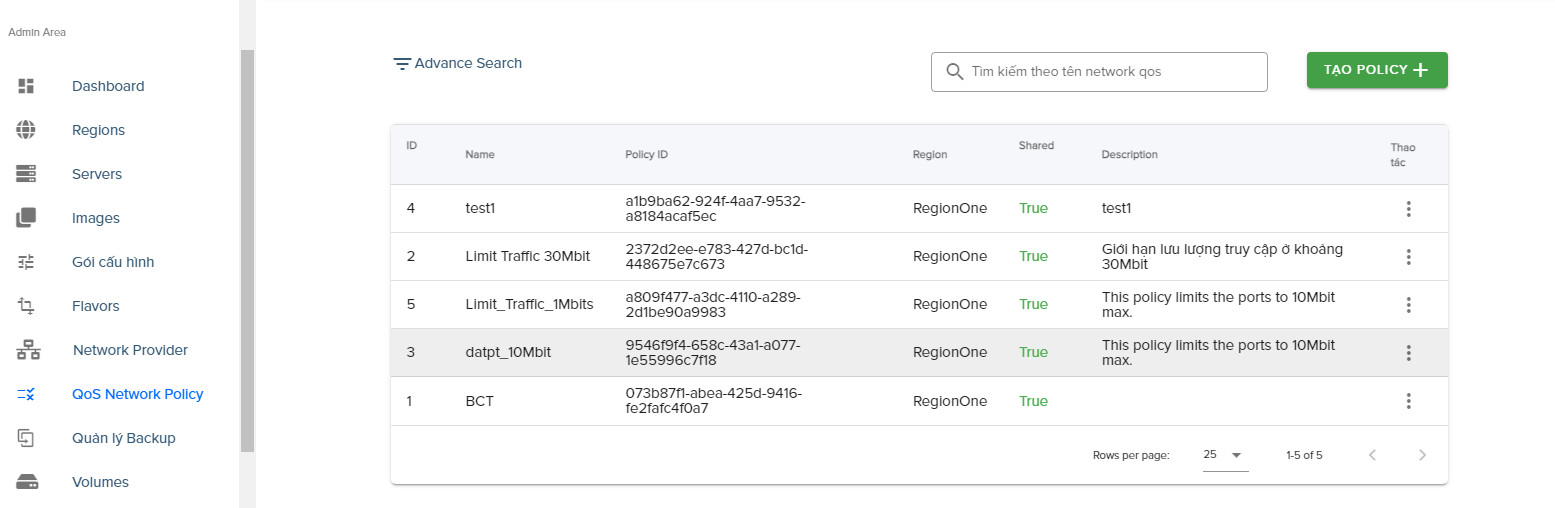 Admin Area
Dashboard
Regions
Servers
Images
Gói cấu hình
Flavors
Network Provider
QoS Network Policy
Quản lý Backup
Volumes
Advance Search
Tìm kiếm theo tên network qos
TẠO POLICY
ID Name Policy ID Region Shared Description Thao
tác
4 test1 a1b9ba62-924f-4aa7-9532- RegionOne True test1
a8184acaf5ec
2 Limit Traffic 30Mbit 2372d2ee-e783-427d-bc1d- RegionOne True Giới hạn lưu lượng truy cập ở khoảng
448675e7c673 30Mbit
5 Limit_Traffic_1Mbits a809f477-a3dc-4110-a289- RegionOne True This policy limits the ports to 10Mbit
2d1be90a9983 max.
3 datpt_10Mbit 9546f9f4-658c-43a1-a077- RegionOne True This policy limits the ports to 10Mbit
1e55996c7f18 max.
1 BCT 073b87f1-abea-425d-9416- RegionOne True
fe2fafc4f0a7
Rows per page: 25 1-5 of 5